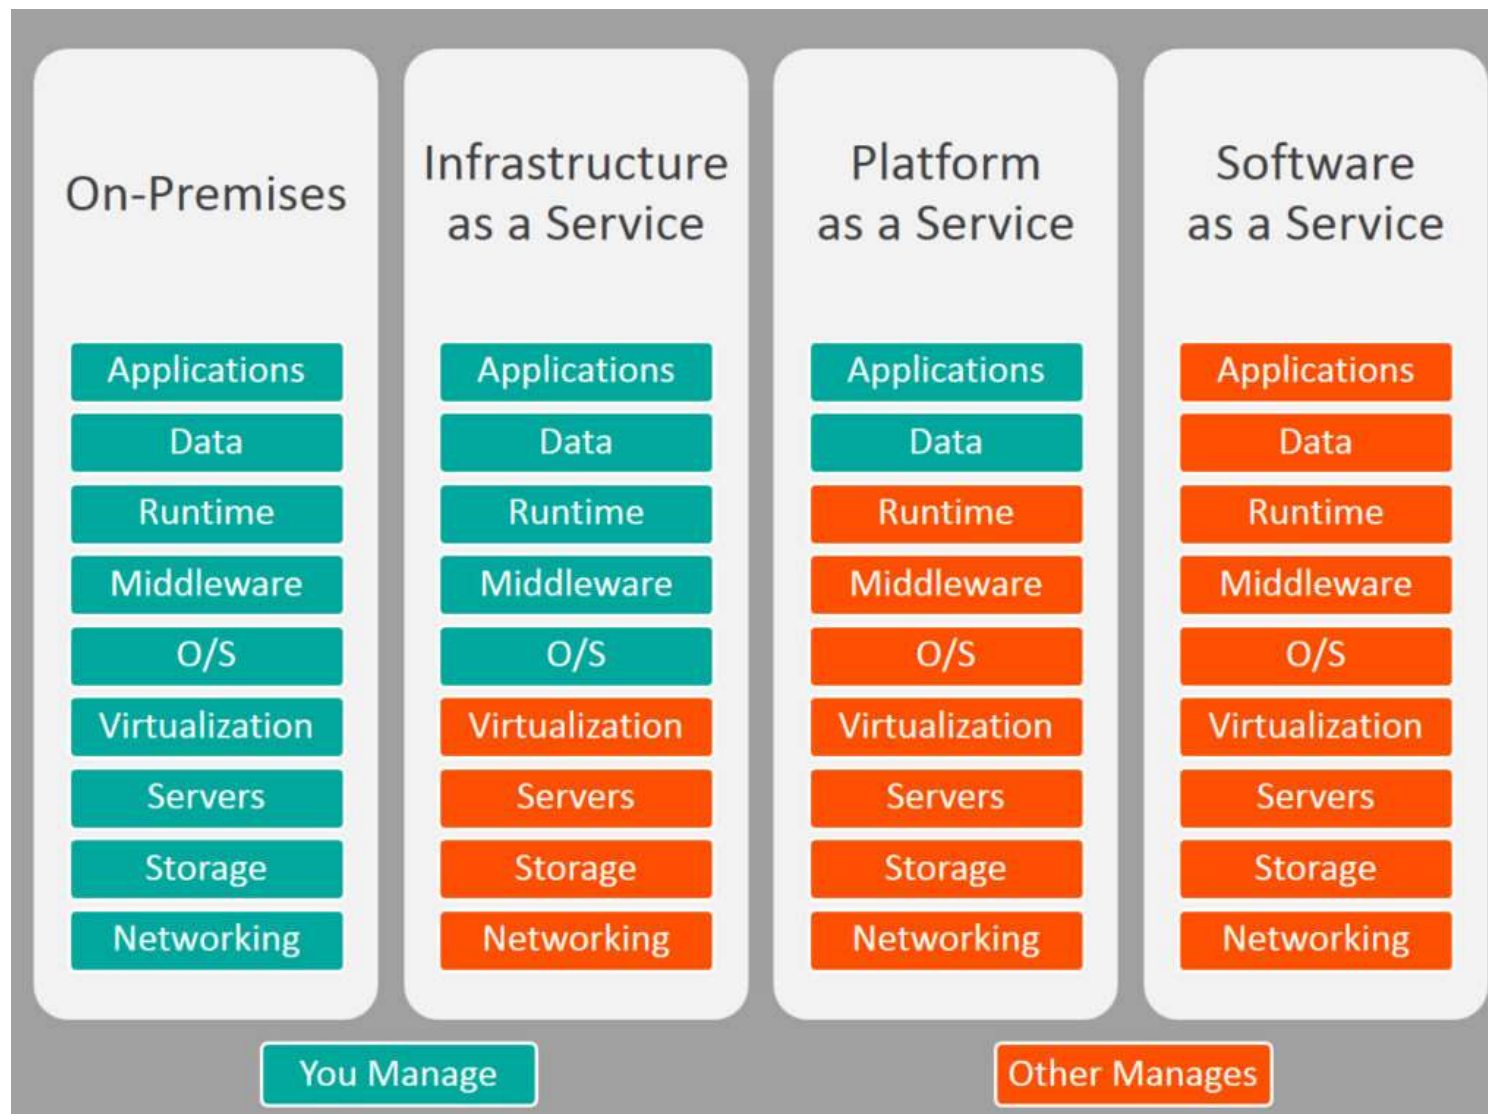 On-Premises
Applications
Data
Runtime
Middleware
O/S
Virtualization
Servers
Storage
Networking
Infrastructure
as a Service
Applications
Data
Runtime
Middleware
O/S
Virtualization
Servers
Storage
Networking
Platform
as a Service
Applications
Data
Runtime
Middleware
O/S
Virtualization
Servers
Storage
Networking
Software
as a Service
Applications
Data
Runtime
Middleware
O/S
Virtualization
Servers
Storage
Networking
You Manage
Other Manages